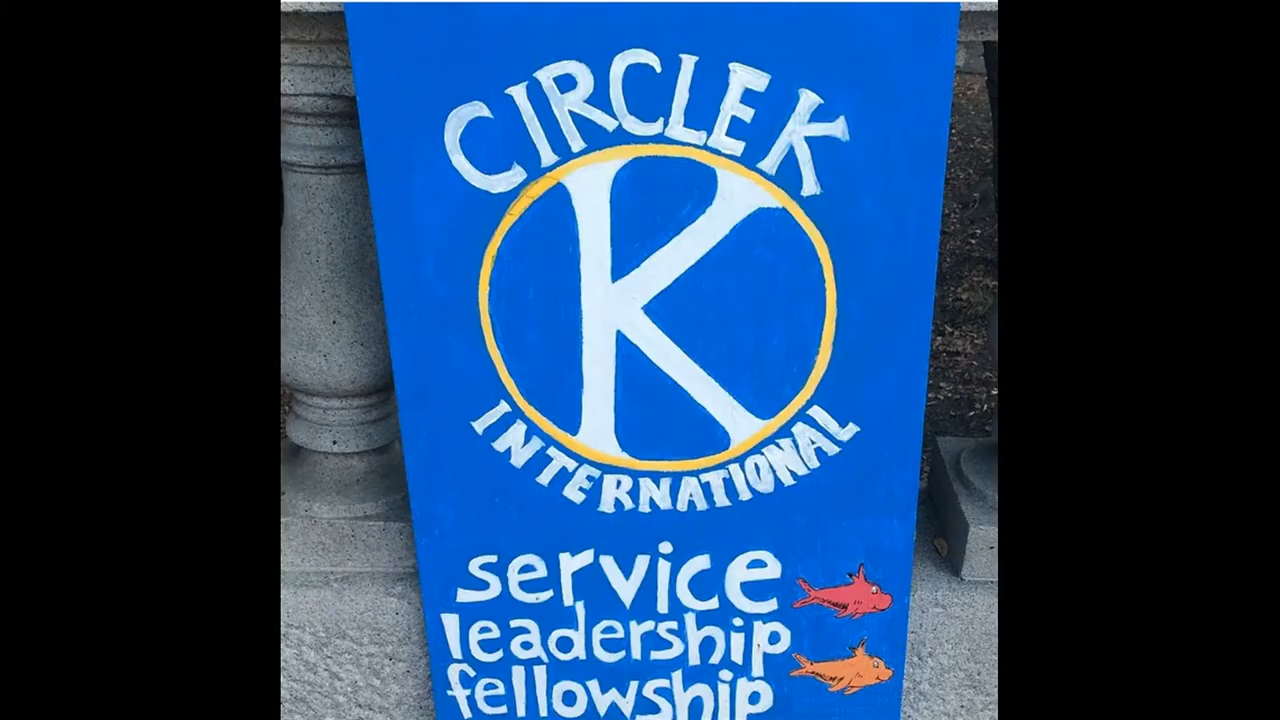 CIRCLE K
K
INTERNATIONAL
service
leadership
fellowship